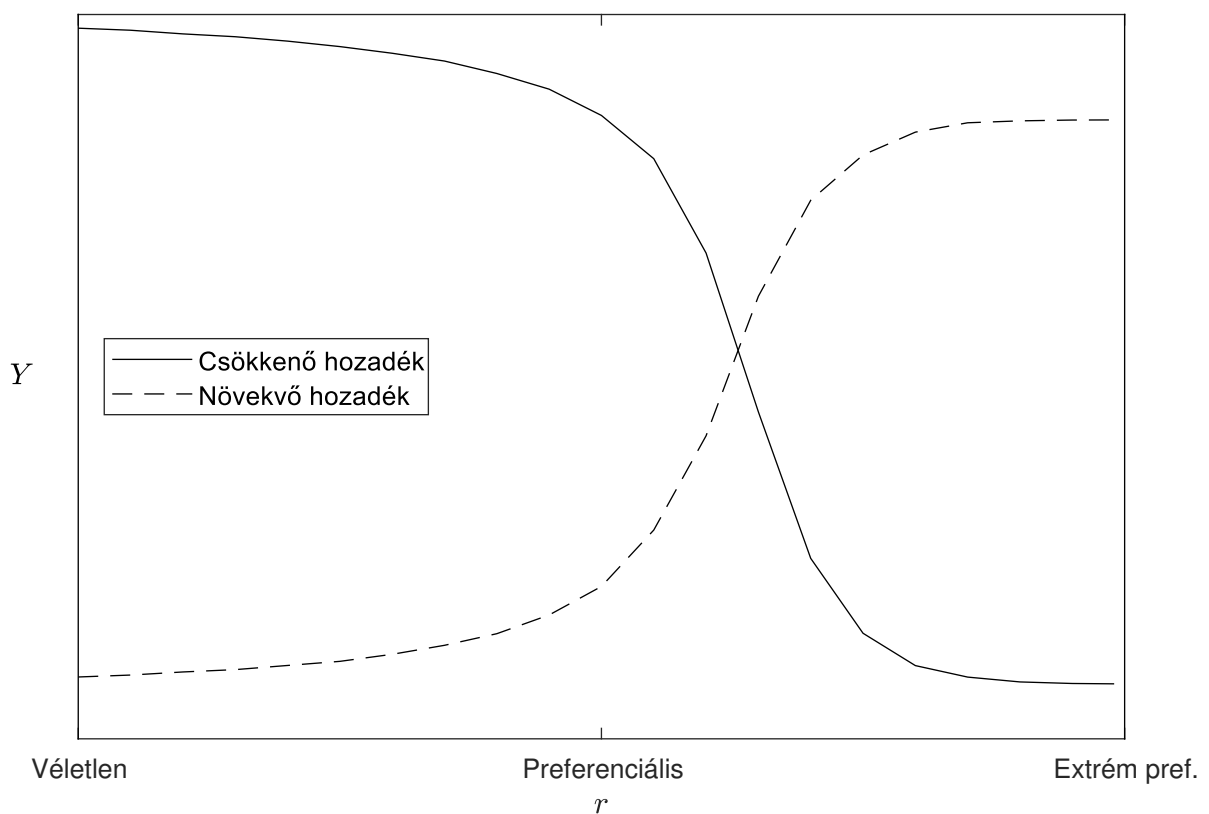 Csökkenő hozadék
Y
Növekvő hozadék
Véletlen Preferenciális Extrém pref.
r